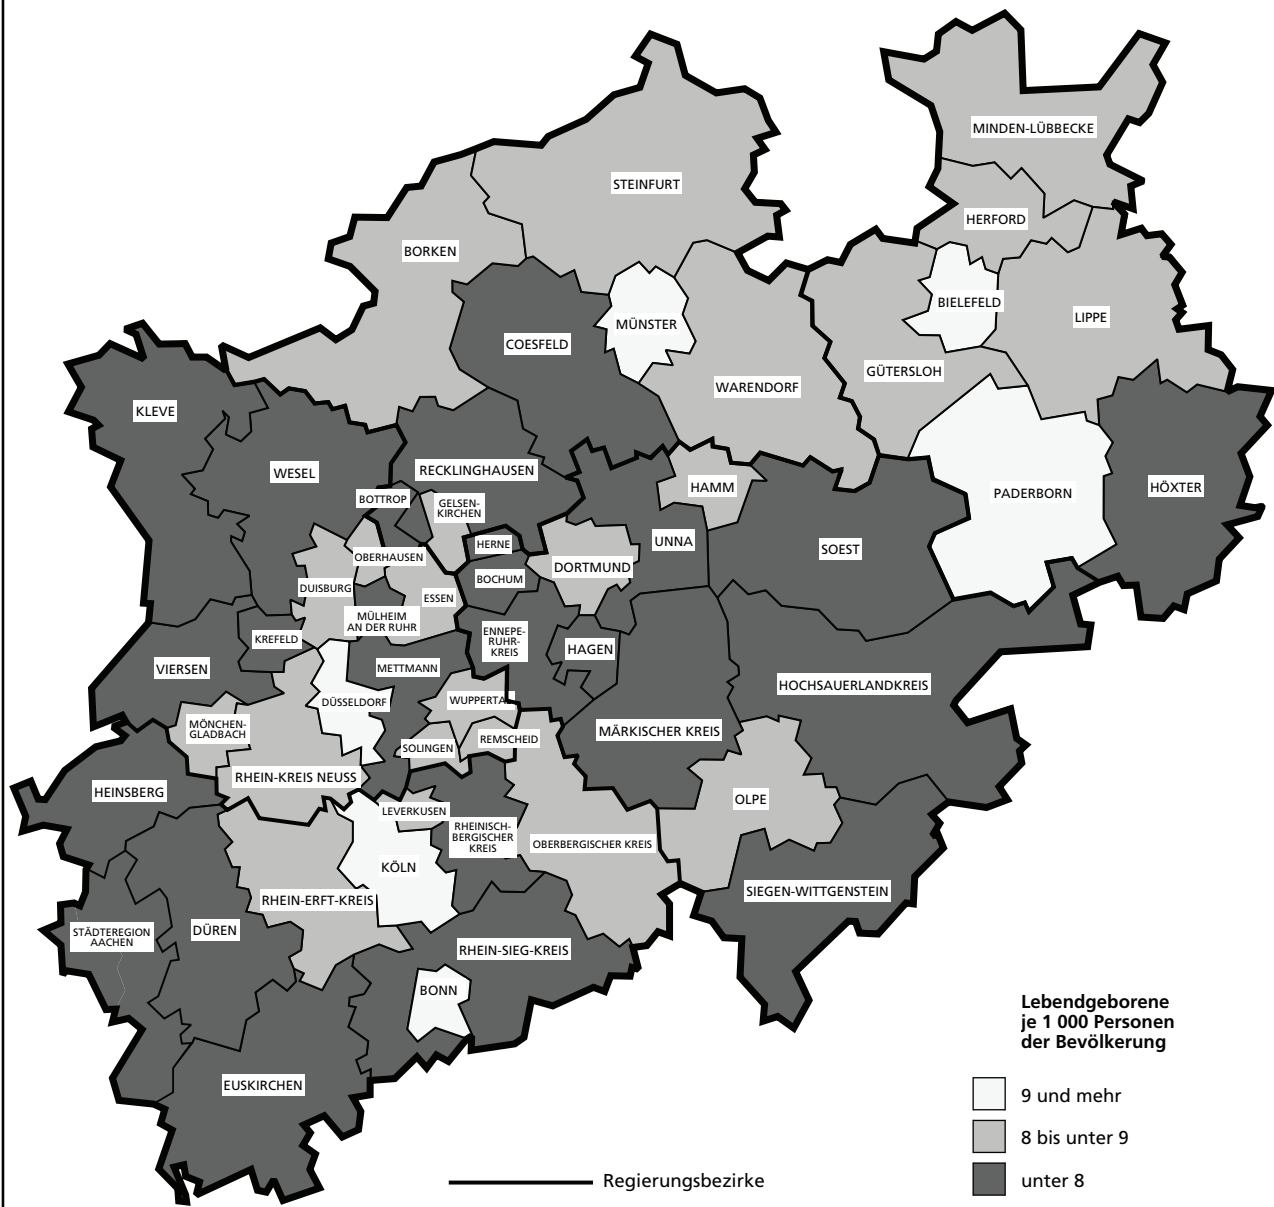 MINDEN-LÜBBECKE
STEINFURT
HERFORD
BORKEN
BIELEFELD
LIPPE
MÜNSTER
COESFELD
GÜTERSLOH
WARENDORF
KLEVE
RECKLINGHAUSEN
WESEL
HAMM
HÖXTER
PADERBORN
BOTTROP
GELSEN-
KIRCHEN
UNNA
HERNE
SOEST
OBERHAUSEN
DORTMUND
BOCHUM
DUISBURG
ESSEN
MÜLHEIM
AN DER RUHR
ENNEPE-
RUHR-
KREIS
KREFELD
HAGEN
VIERSEN
METTMANN
HOCHSAUERLANDKREIS
DÜSSELDORF
WUPPERTAL
MÖNCHEN-
GLADBACH
MÄRKISCHER KREIS
REMSCHEID
SOLINGEN
RHEIN-KREIS NEUSS
HEINSBERG
OLPE
LEVERKUSEN
RHEINISCH-
BERGISCHER
KREIS
OBERBERGISCHER KREIS
KÖLN
SIEGEN-WITTGENSTEIN
RHEIN-ERFT-KREIS
DÜREN
STÄDTEREGION
AACHEN
RHEIN-SIEG-KREIS
BONN
EUSKIRCHEN
Lebendgeborene
je 1 000 Personen
der Bevölkerung
9 und mehr
8 bis unter 9
unter 8
Regierungsbezirke